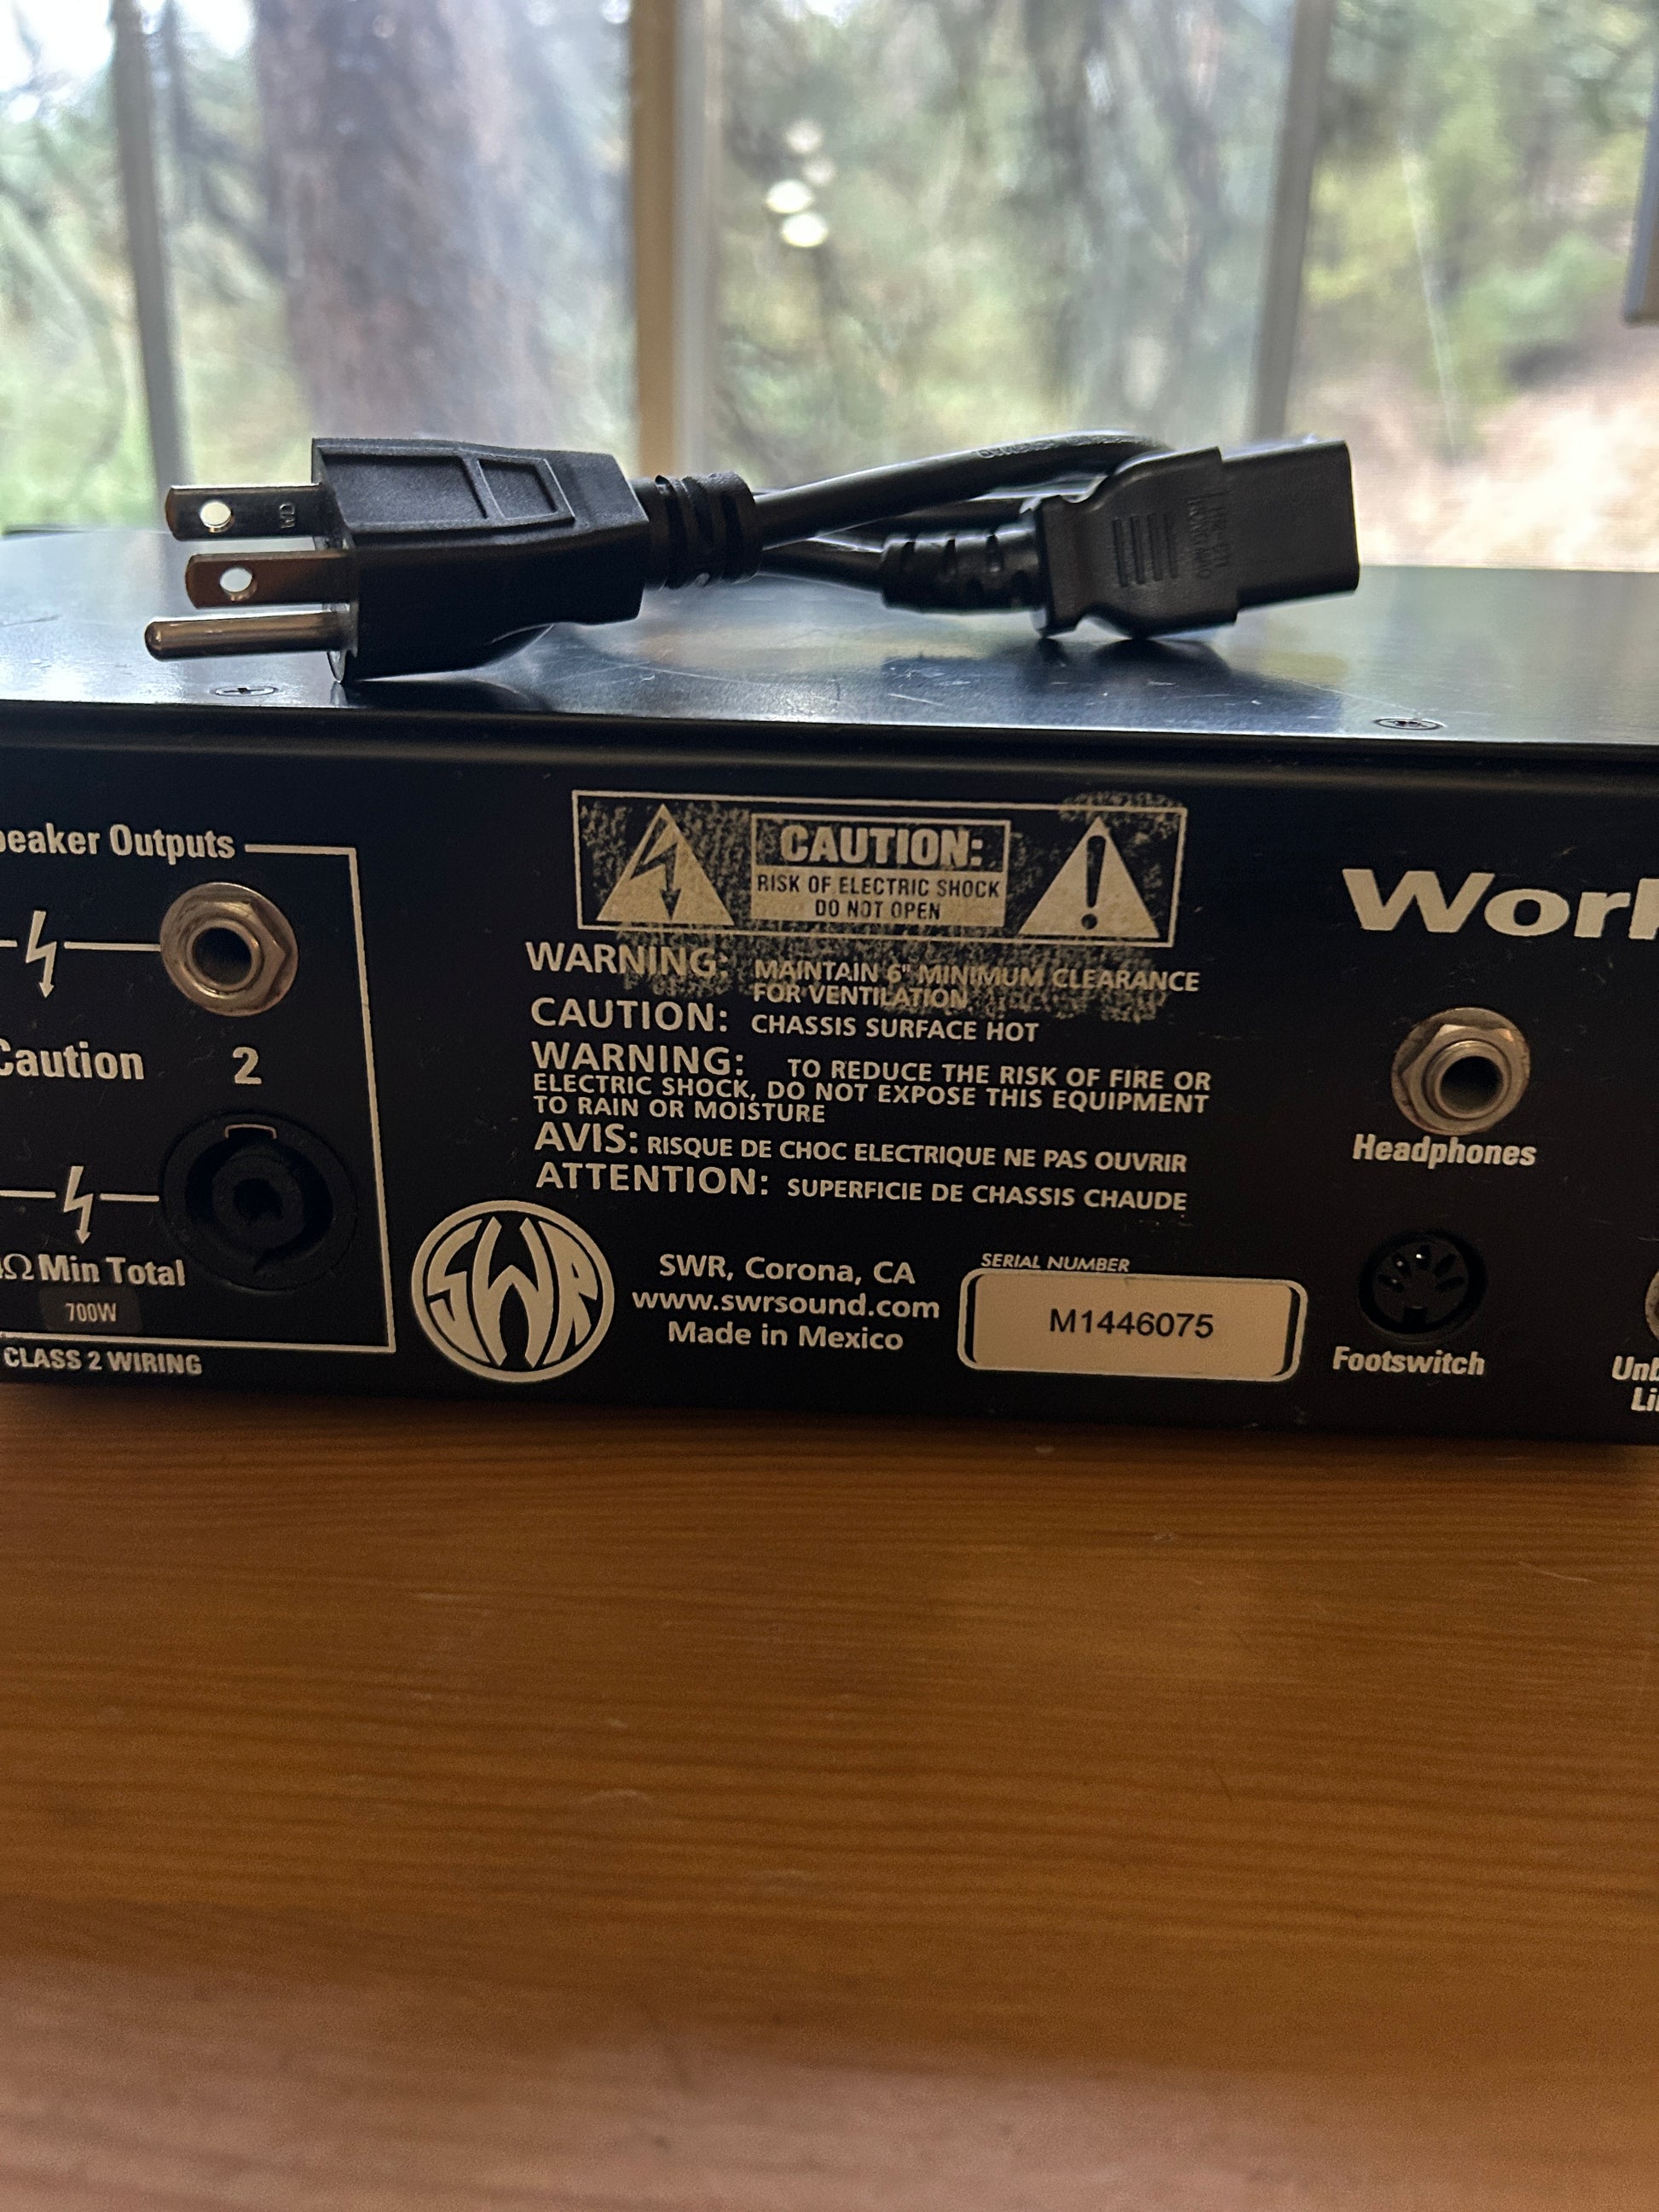 peaker Outputs
Caution 2
Ω Min Total
700W
CLASS 2 WIRING
CAUTION:
RISK OF ELECTRIC SHOCK
DO NOT OPEN
WARNING: MAINTAIN 6" MINIMUM CLEARANCE
FOR VENTILATION
CAUTION: CHASSIS SURFACE HOT
WARNING: TO REDUCE THE RISK OF FIRE OR
ELECTRIC SHOCK, DO NOT EXPOSE THIS EQUIPMENT
TO RAIN OR MOISTURE
AVIS: RISQUE DE CHOC ELECTRIQUE NE PAS OUVRIR
ATTENTION: SUPERFICIE DE CHASSIS CHAUDE
SWR
SWR, Corona, CA
www.swrsound.com
Made in Mexico
SERIAL NUMBER
M1446075
Wor
Headphones
Footswitch
Un
Li